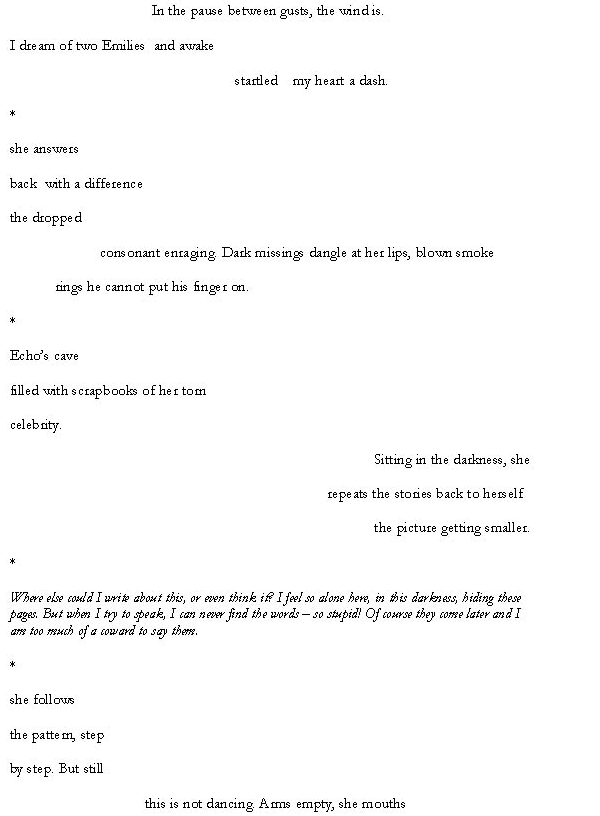 In the pause between gusts, the wind is.
I dream of two Emilies and awake
startled my heart a dash.
*
she answers
back with a difference
the dropped
consonant enraging. Dark missings dangle at her lips, blown smoke
rings he cannot put his finger on.
*
Echo's cave
filled with scrapbooks of her torn
celebrity.
Sitting in the darkness, she
repeats the stories back to herself
the picture getting smaller.
*
Where else could I write about this, or even think it? I feel so alone here, in this darkness, hiding these
pages. But when I try to speak, I can never find the words – so stupid! Of course they come later and I
am too much of a coward to say them.
*
she follows
the pattern, step
by step. But still
this is not dancing. Arms empty, she mouths